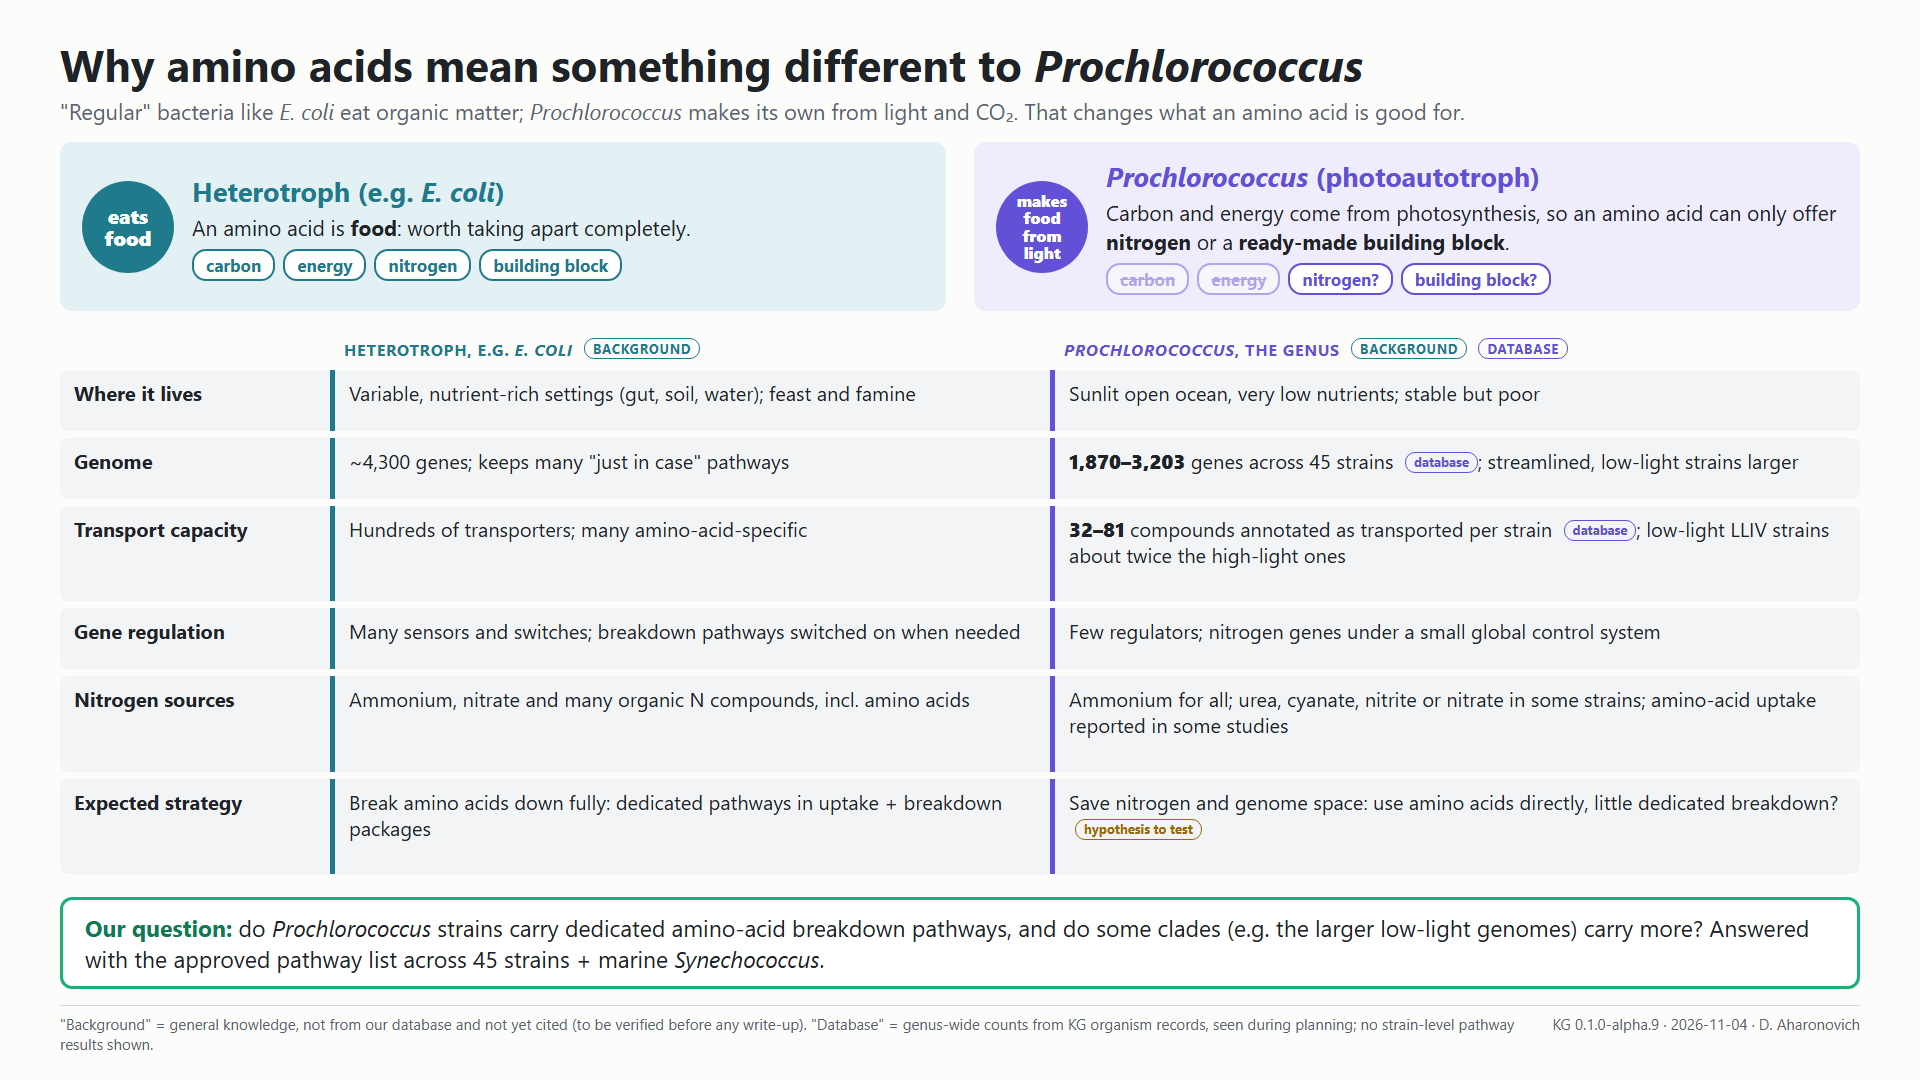 Why amino acids mean something different to Prochlorococcus
"Regular" bacteria like E. coli eat organic matter; Prochlorococcus makes its own from light and CO₂. That changes what an amino acid is good for.
eats
food
Heterotroph (e.g. E. coli)
An amino acid is food: worth taking apart completely.
carbon energy nitrogen building block
makes
food
from
light
Prochlorococcus (photoautotroph)
Carbon and energy come from photosynthesis, so an amino acid can only offer
nitrogen or a ready-made building block.
carbon energy nitrogen? building block?
HETEROTROPH, E.G. E. COLI BACKGROUND
PROCHLOROCOCCUS, THE GENUS BACKGROUND DATABASE
Where it lives
Variable, nutrient-rich settings (gut, soil, water); feast and famine
Sunlit open ocean, very low nutrients; stable but poor
Genome
~4,300 genes; keeps many "just in case" pathways
1,870–3,203 genes across 45 strains database; streamlined, low-light strains larger
Transport capacity
Hundreds of transporters; many amino-acid-specific
32–81 compounds annotated as transported per strain database; low-light LLIV strains
about twice the high-light ones
Gene regulation
Many sensors and switches; breakdown pathways switched on when needed
Few regulators; nitrogen genes under a small global control system
Nitrogen sources
Ammonium, nitrate and many organic N compounds, incl. amino acids
Ammonium for all; urea, cyanate, nitrite or nitrate in some strains; amino-acid uptake
reported in some studies
Expected strategy
Break amino acids down fully: dedicated pathways in uptake + breakdown
packages
Save nitrogen and genome space: use amino acids directly, little dedicated breakdown?
hypothesis to test
Our question: do Prochlorococcus strains carry dedicated amino-acid breakdown pathways, and do some clades (e.g. the larger low-light genomes) carry more? Answered
with the approved pathway list across 45 strains + marine Synechococcus.
"Background" = general knowledge, not from our database and not yet cited (to be verified before any write-up). "Database" = genus-wide counts from KG organism records, seen during planning; no strain-level pathway
results shown.
KG 0.1.0-alpha.9 · 2026-11-04 · D. Aharonovich